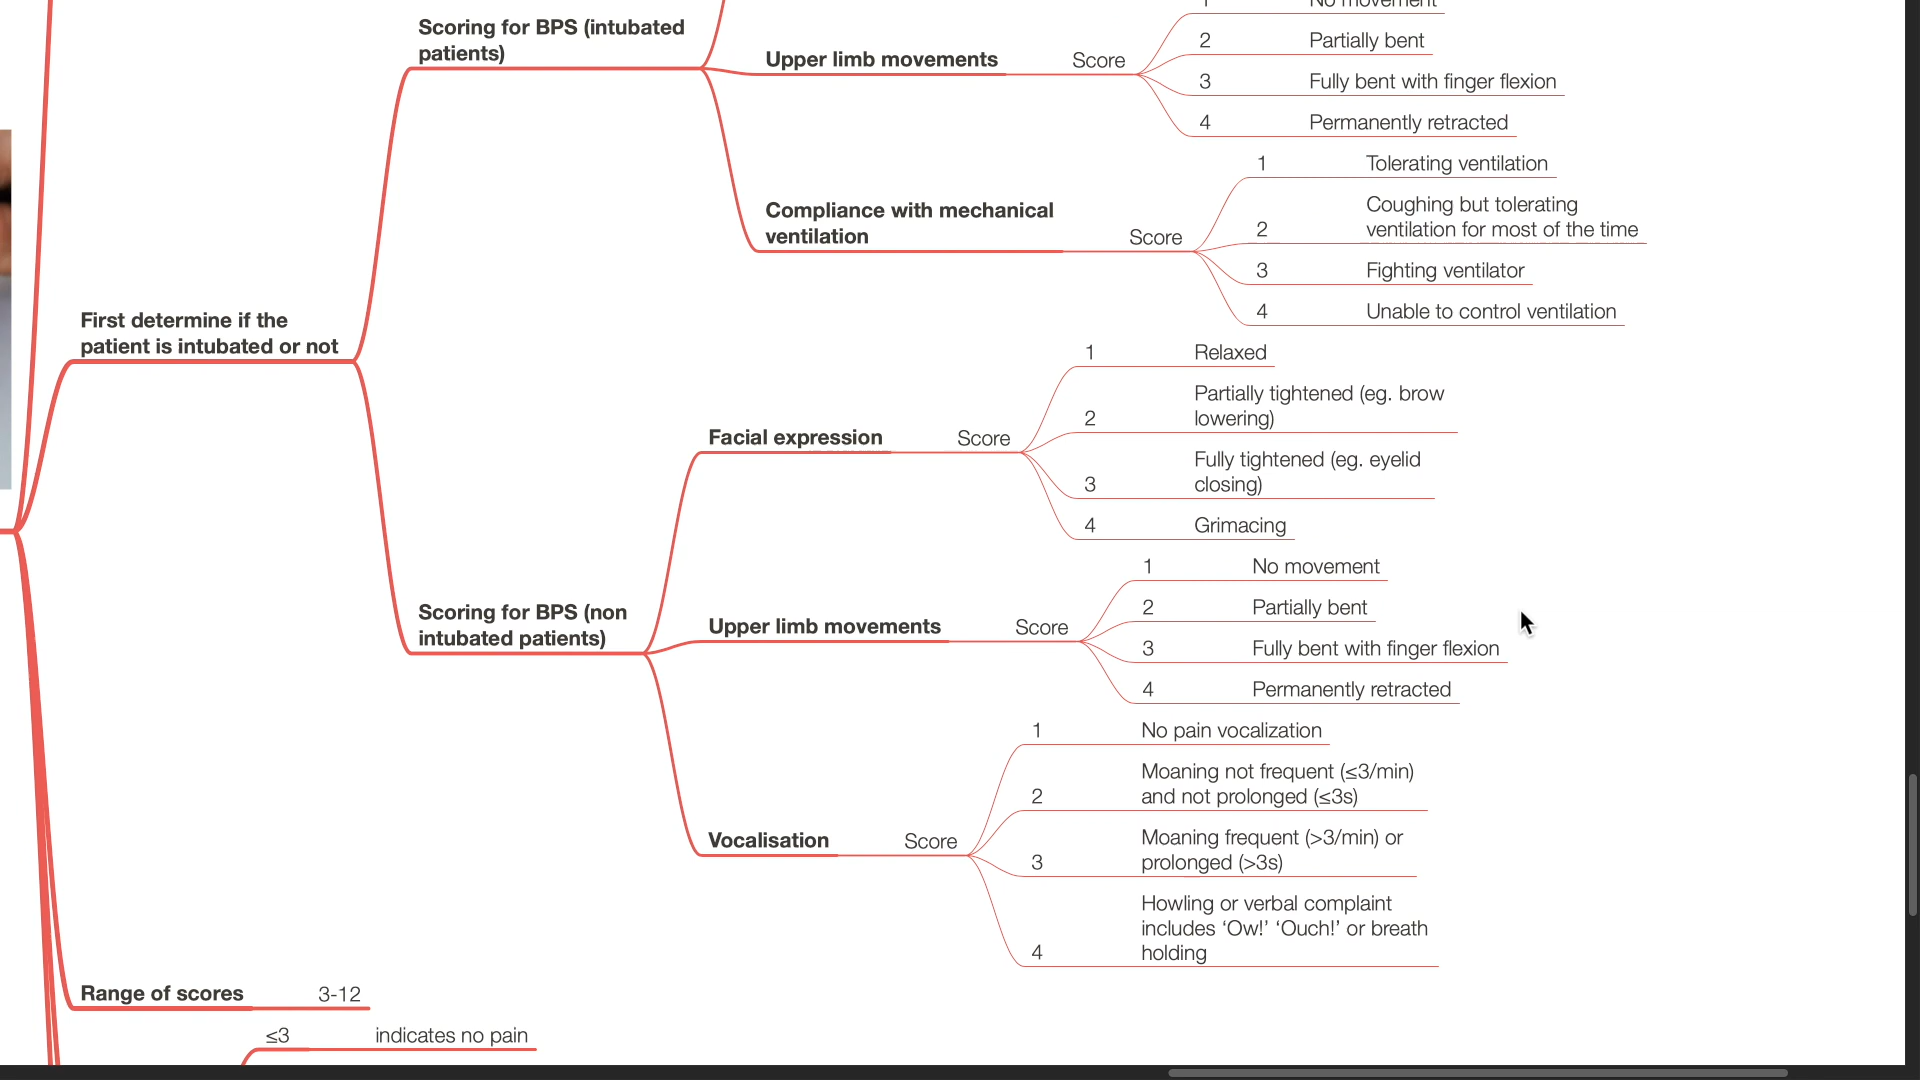 Scoring for BPS (intubated
patients)
Upper limb movements
Score
1 No movement
2 Partially bent
3 Fully bent with finger flexion
4 Permanently retracted
Compliance with mechanical
ventilation
Score
1 Tolerating ventilation
Coughing but tolerating
2 ventilation for most of the time
3 Fighting ventilator
4 Unable to control ventilation
First determine if the
patient is intubated or not
Scoring for BPS (non
intubated patients)
Facial expression
Score
1 Relaxed
Partially tightened (eg. brow
2 lowering)
Fully tightened (eg. eyelid
3 closing)
4 Grimacing
Upper limb movements
Score
1 No movement
2 Partially bent
3 Fully bent with finger flexion
4 Permanently retracted
Vocalisation
Score
1 No pain vocalization
Moaning not frequent (≤3/min)
2 and not prolonged (≤3s)
Moaning frequent (>3/min) or
3 prolonged (>3s)
Howling or verbal complaint
includes ‘Ow!’ ‘Ouch!’ or breath
4 holding
Range of scores 3-12
≤3 indicates no pain